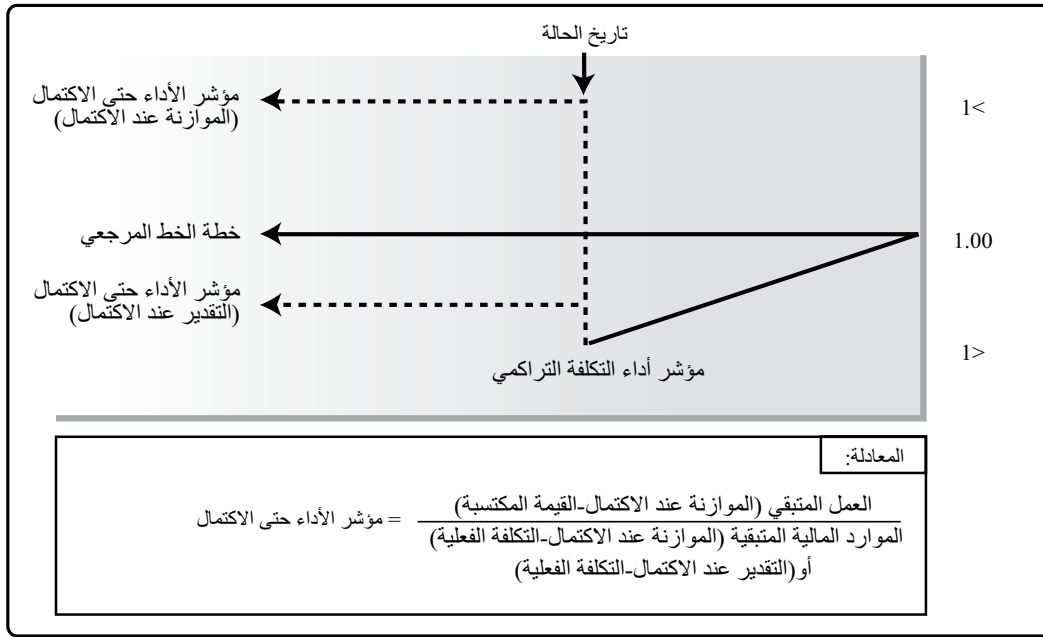 تاريخ الحالة
مؤشر الأداء حتى الاكتمال
(الموازنة عند الاكتمال)
1<
خطة الخط المرجعي
1.00
مؤشر الأداء حتى الاكتمال
(التقدير عند الاكتمال)
1>
مؤشر أداء التكلفة التراكمي
المعادلة:
العمل المتبقي (الموازنة عند الاكتمال-القيمة المكتسبة)
= مؤشر الأداء حتى الاكتمال
الموارد المالية المتبقية (الموازنة عند الاكتمال-التكلفة الفعلية)
أو(التقدير عند الاكتمال-التكلفة الفعلية)